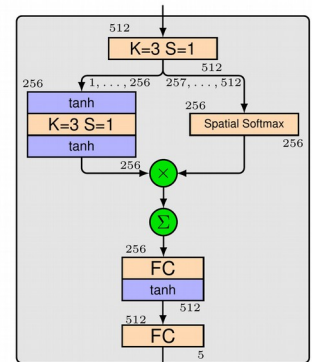 512
K=3 S=1
512
256 1, . . . , 256 257, . . . , 512
tanh
K=3 S=1
tanh
256
Spatial Softmax
256
256
×
Σ
256
FC
tanh
512
512
FC
5